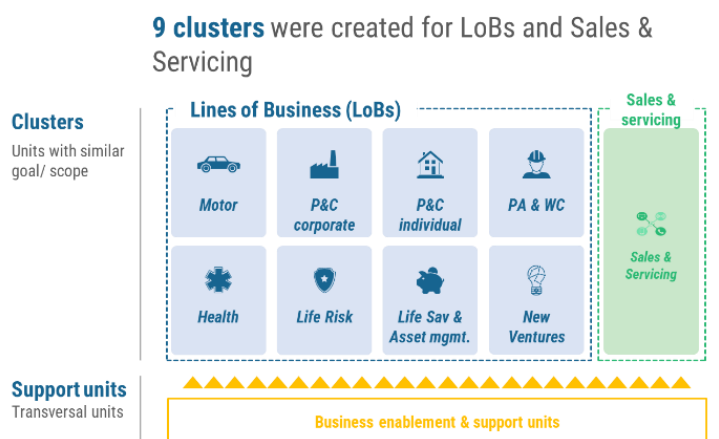 9 clusters were created for LoBs and Sales &
Servicing
Clusters
Units with similar
goal/ scope
Lines of Business (LoBs)
Sales &
servicing
Motor
P&C
corporate
P&C
individual
PA & WC
Sales &
Servicing
Health
Life Risk
Life Sav &
Asset mgmt.
New
Ventures
Support units
Transversal units
Business enablement & support units